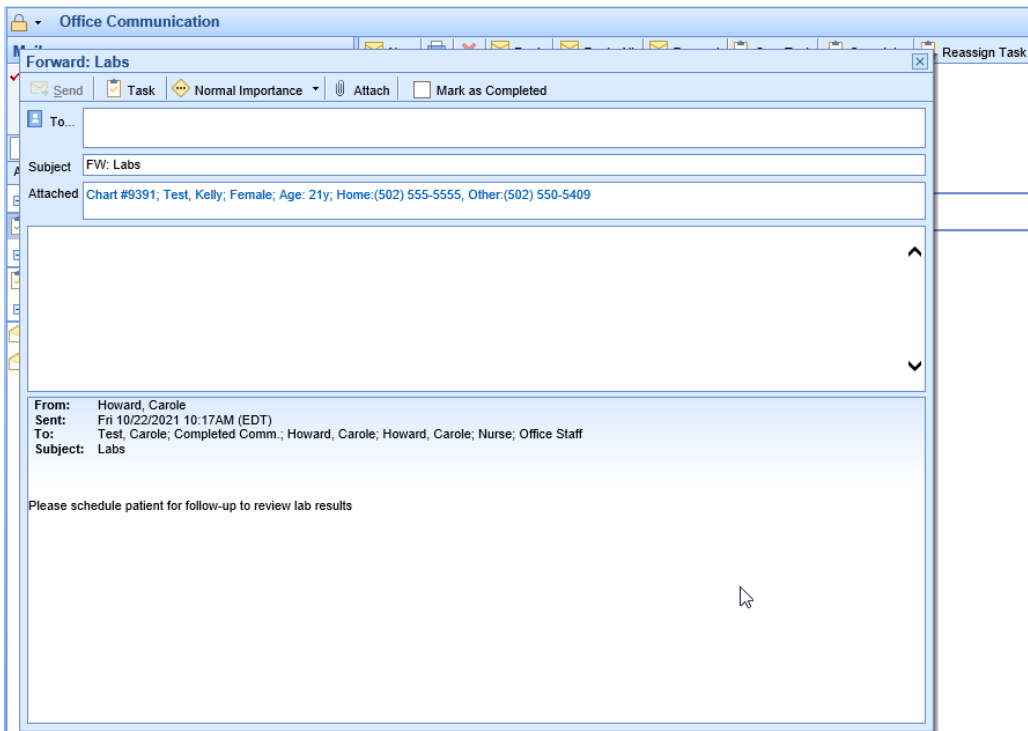 Office Communication
Reassign Task
Forward: Labs
Send Task Normal Importance Attach Mark as Completed
To...
Subject FW: Labs
Attached Chart #9391; Test, Kelly; Female; Age: 21y; Home:(502) 555-5555, Other:(502) 550-5409
From: Howard, Carole
Sent: Fri 10/22/2021 10:17AM (EDT)
To: Test, Carole; Completed Comm.; Howard, Carole; Howard, Carole; Nurse; Office Staff
Subject: Labs
Please schedule patient for follow-up to review lab results